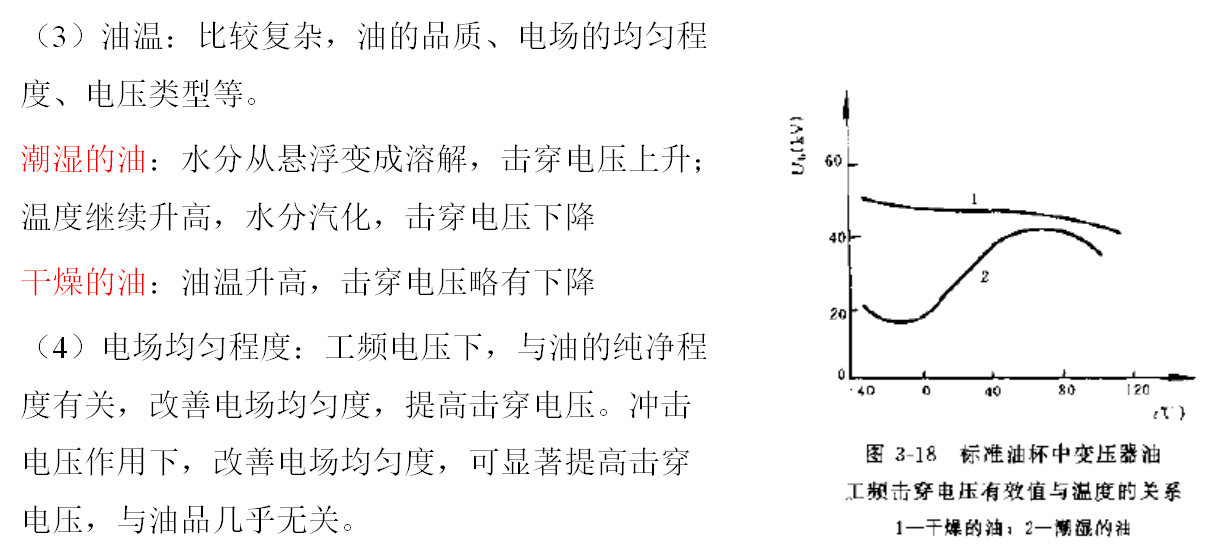 （3）油温：比较复杂，油的品质、电场的均匀程
度、电压类型等。
潮湿的油：水分从悬浮变成溶解，击穿电压上升；
温度继续升高，水分汽化，击穿电压下降
干燥的油：油温升高，击穿电压略有下降
（4）电场均匀程度：工频电压下，与油的纯净程
度有关，改善电场均匀度，提高击穿电压。冲击
电压作用下，改善电场均匀度，可显著提高击穿
电压，与油品几乎无关。
(kV)
60
40
20
0
1
2
-40 0 40 80 120
图 3-18 标准油杯中变压器油
工频击穿电压有效值与温度的关系
1—干燥的油；2—潮湿的油